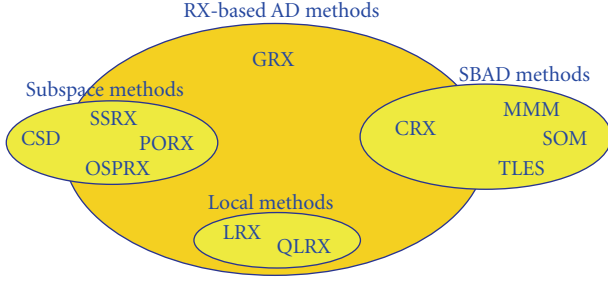 RX-based AD methods
GRX
Subspace methods
SSRX
CSD
PORX
OSPRX
SBAD methods
MMM
CRX
SOM
TLES
Local methods
LRX
QLRX